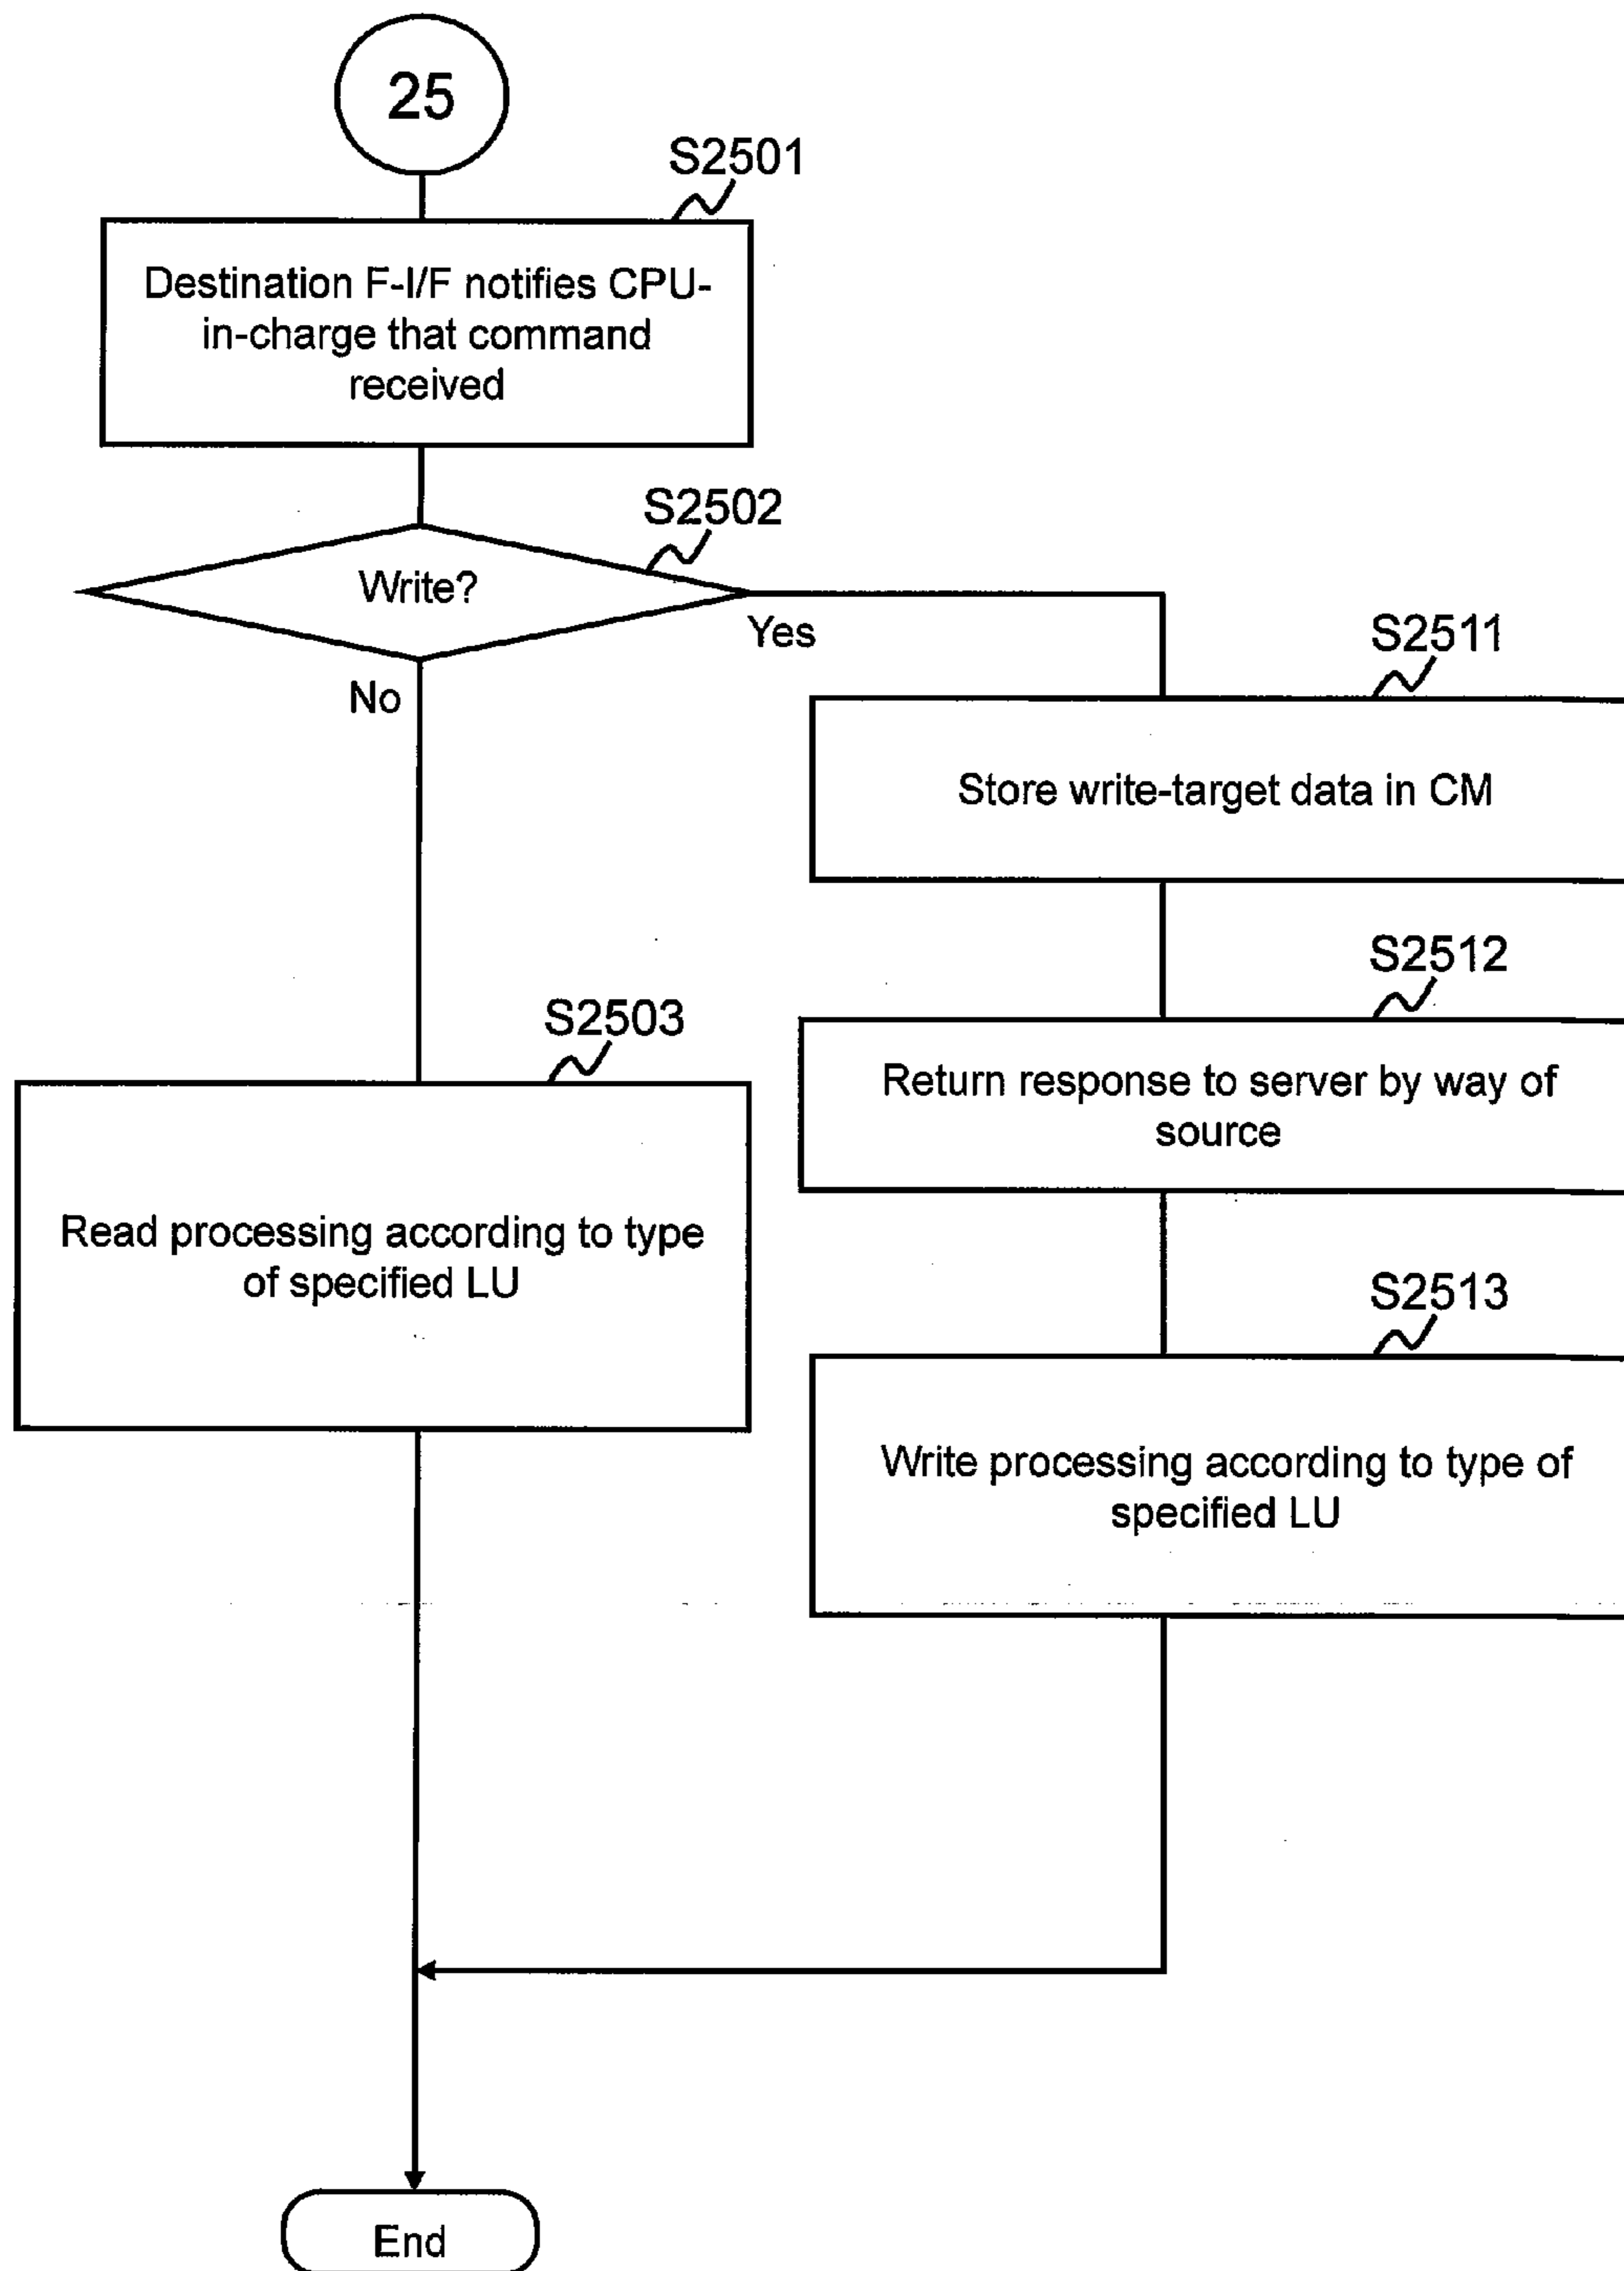 25
S2501
Destination F-I/F notifies CPU-
in-charge that command
received
S2502
Write?
Yes
No
S2511
Store write-target data in CM
S2512
Return response to server by way of
source
S2503
Read processing according to type
of specified LU
S2513
Write processing according to type of
specified LU
End